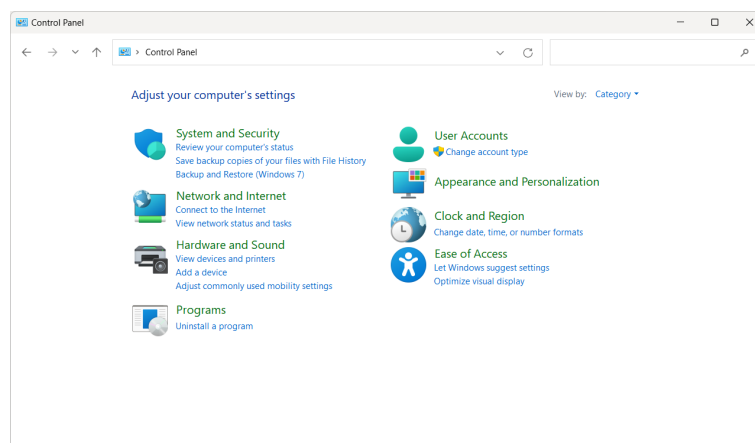 Control Panel
Control Panel
Adjust your computer's settings
View by: Category
System and Security
Review your computer's status
Save backup copies of your files with File History
Backup and Restore (Windows 7)
Network and Internet
Connect to the Internet
View network status and tasks
Hardware and Sound
View devices and printers
Add a device
Adjust commonly used mobility settings
Programs
Uninstall a program
User Accounts
Change account type
Appearance and Personalization
Clock and Region
Change date, time, or number formats
Ease of Access
Let Windows suggest settings
Optimize visual display